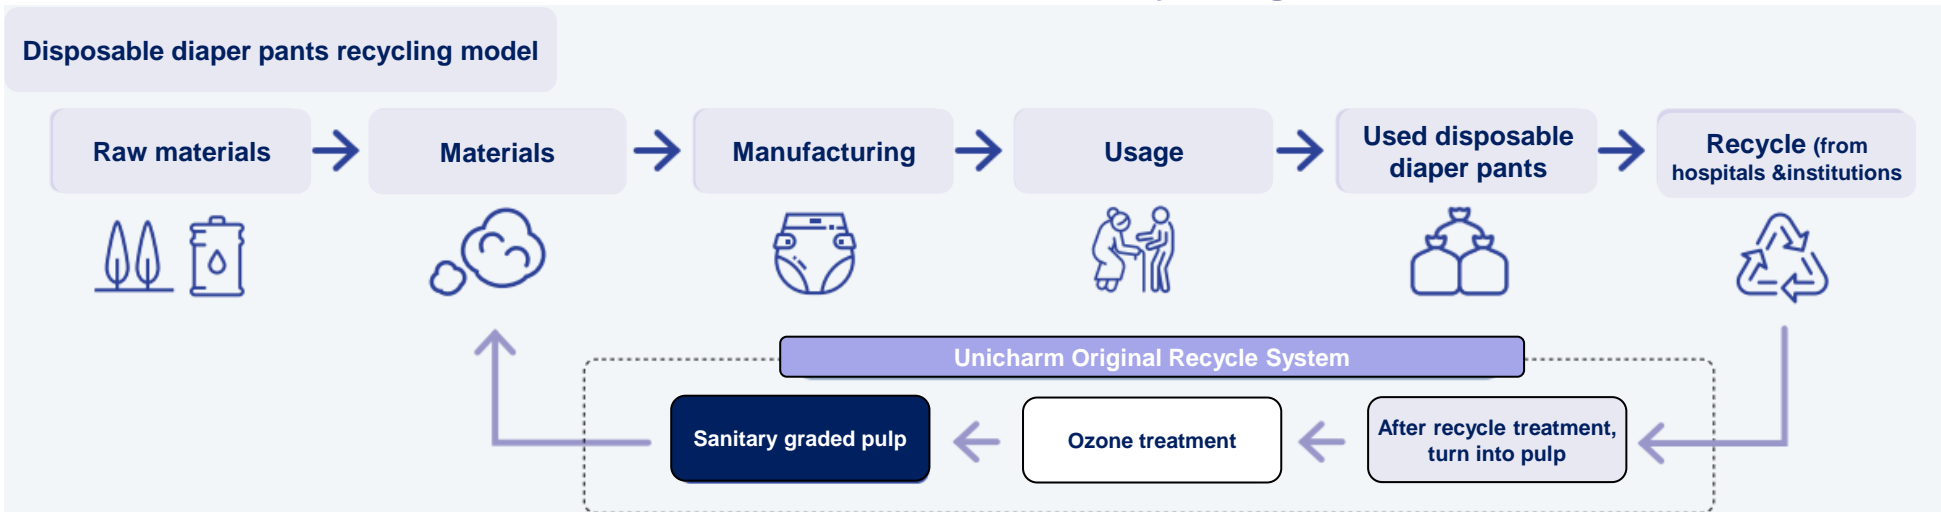 Disposable diaper pants recycling model
Raw materials
Materials
Manufacturing
Usage
Used disposable
diaper pants
Recycle (from
hospitals &institutions
Unicharm Original Recycle System
Sanitary graded pulp
Ozone treatment
After recycle treatment,
turn into pulp